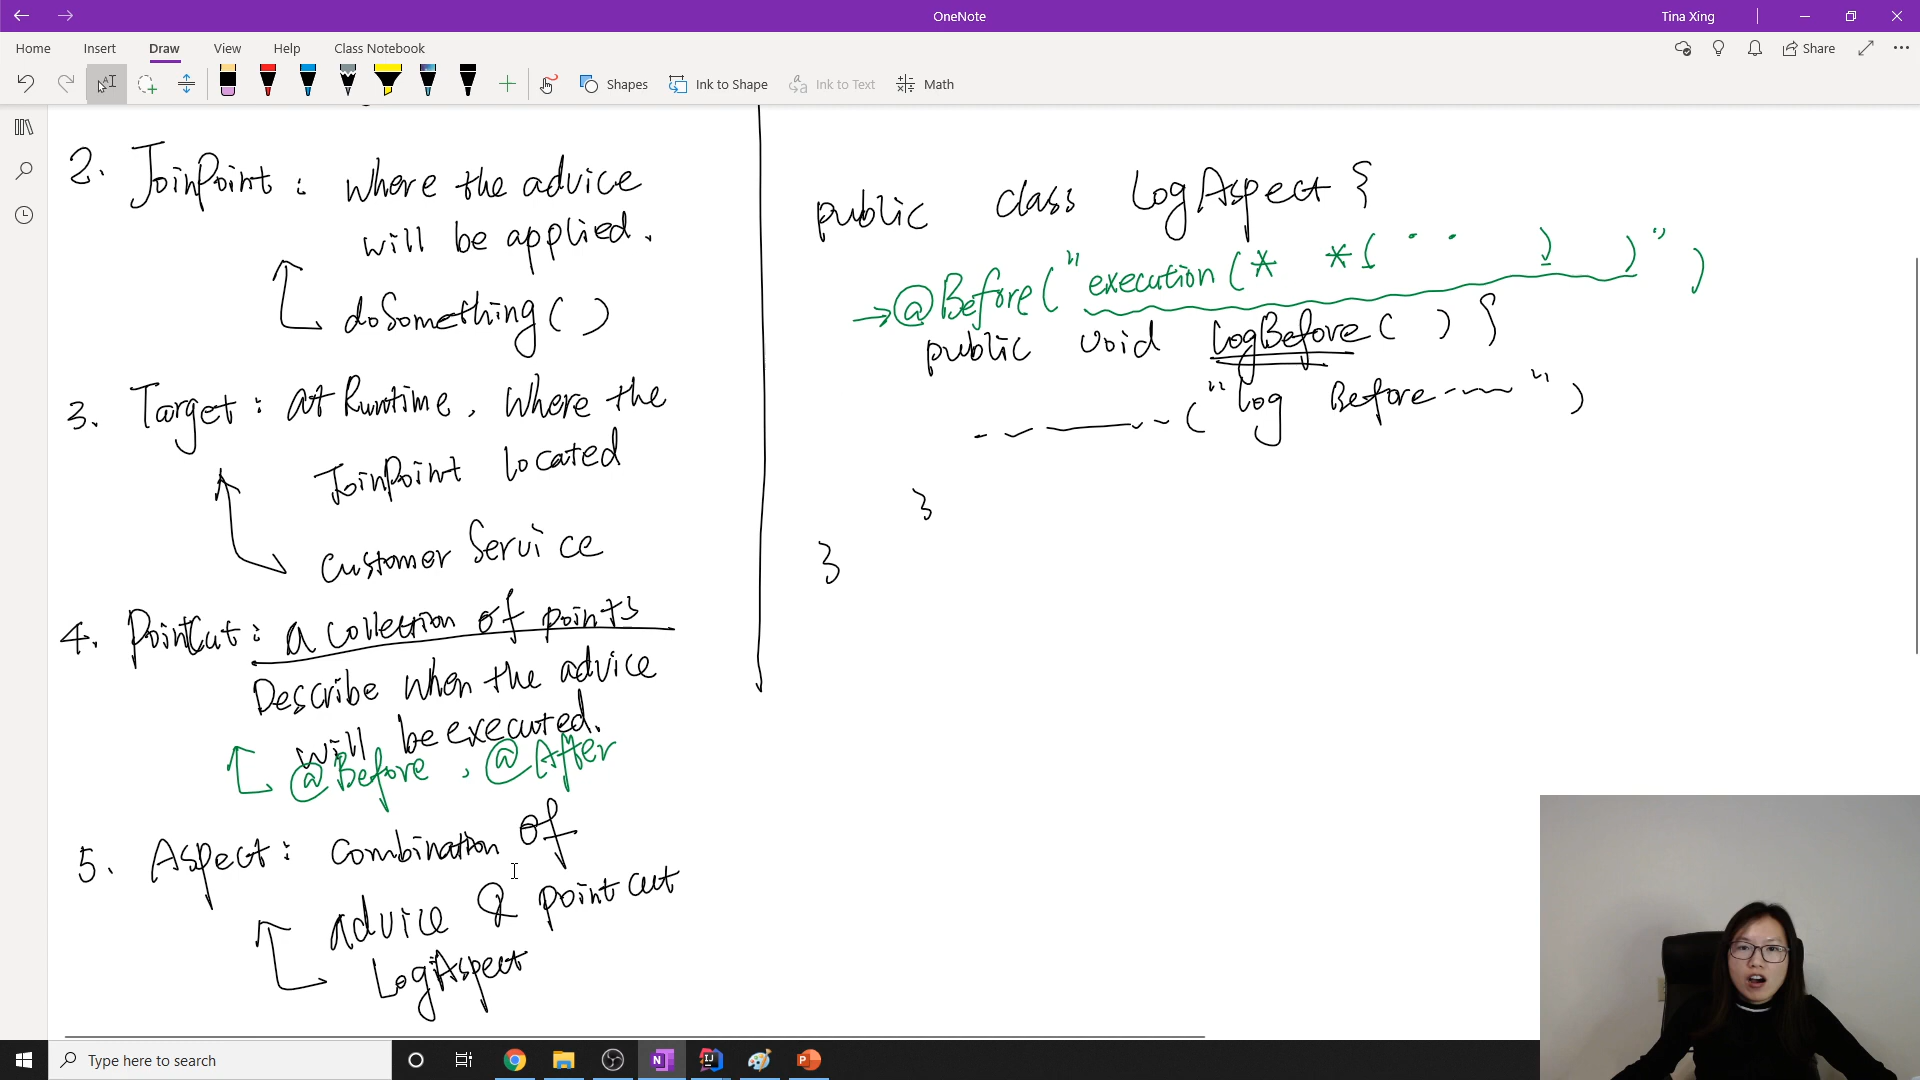 OneNote
Tina Xing
Home Insert Draw View Help Class Notebook
Share
Shapes Ink to Shape Ink to Text Math
2. JoinPoint : where the advice
will be applied.
doSomething( )
3. Target : at Runtime, Where the
JoinPoint located
Customer Service
4. PointCut : a collection of points
Describe when the advice
will be executed.
@Before , @After
5. Aspect : Combination of
advice & pointcut
LogAspect
public class LogAspect {
→ @Before("execution(* *( . . ) )")
public void LogBefore( ) {
("log Before ")
}
}
Type here to search